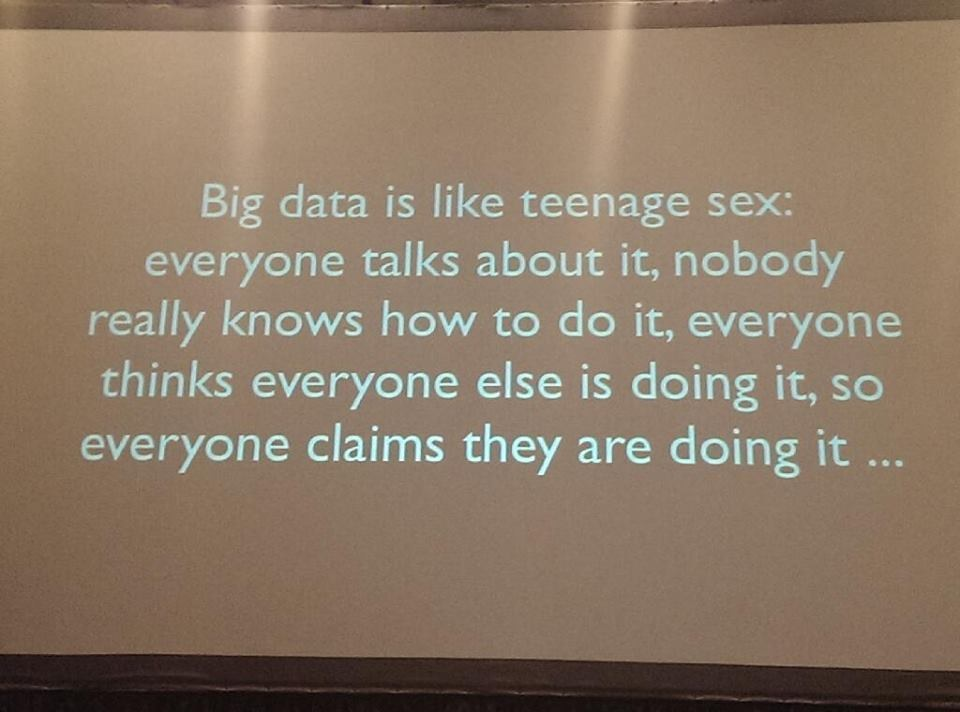 Big data is like teenage sex:
everyone talks about it, nobody
really knows how to do it, everyone
thinks everyone else is doing it, so
everyone claims they are doing it ...